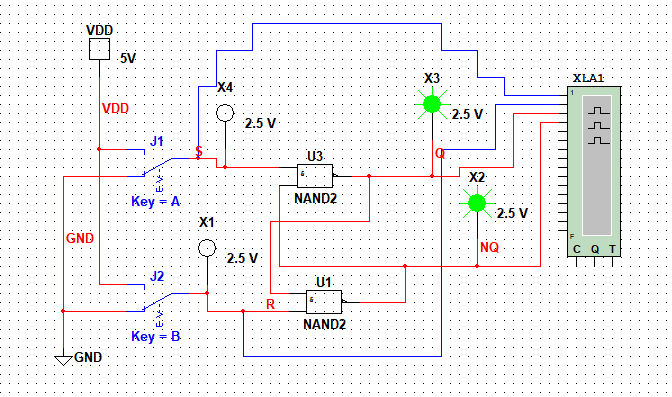 VDD
5V
VDD
X4
2.5 V
X3
2.5 V
XLA1
1
F
C Q T
J1
Key = A
S
U3
&
NAND2
Q
X2
2.5 V
NQ
GND
X1
2.5 V
J2
Key = B
R
U1
&
NAND2
GND